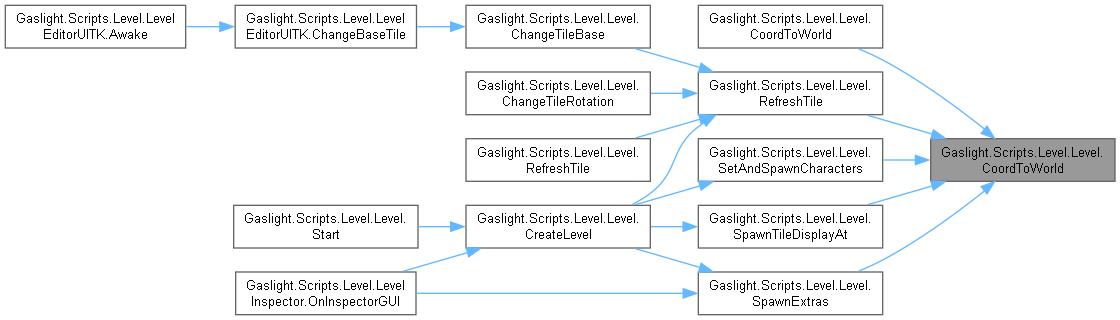 Gaslight.Scripts.Level.Level
EditorUITK.Awake
Gaslight.Scripts.Level.Level
EditorUITK.ChangeBaseTile
Gaslight.Scripts.Level.Level.
ChangeTileBase
Gaslight.Scripts.Level.Level.
CoordToWorld
Gaslight.Scripts.Level.Level.
ChangeTileRotation
Gaslight.Scripts.Level.Level.
RefreshTile
Gaslight.Scripts.Level.Level.
RefreshTile
Gaslight.Scripts.Level.Level.
SetAndSpawnCharacters
Gaslight.Scripts.Level.Level.
CoordToWorld
Gaslight.Scripts.Level.Level.
Start
Gaslight.Scripts.Level.Level.
CreateLevel
Gaslight.Scripts.Level.Level.
SpawnTileDisplayAt
Gaslight.Scripts.Level.Level
Inspector.OnInspectorGUI
Gaslight.Scripts.Level.Level.
SpawnExtras